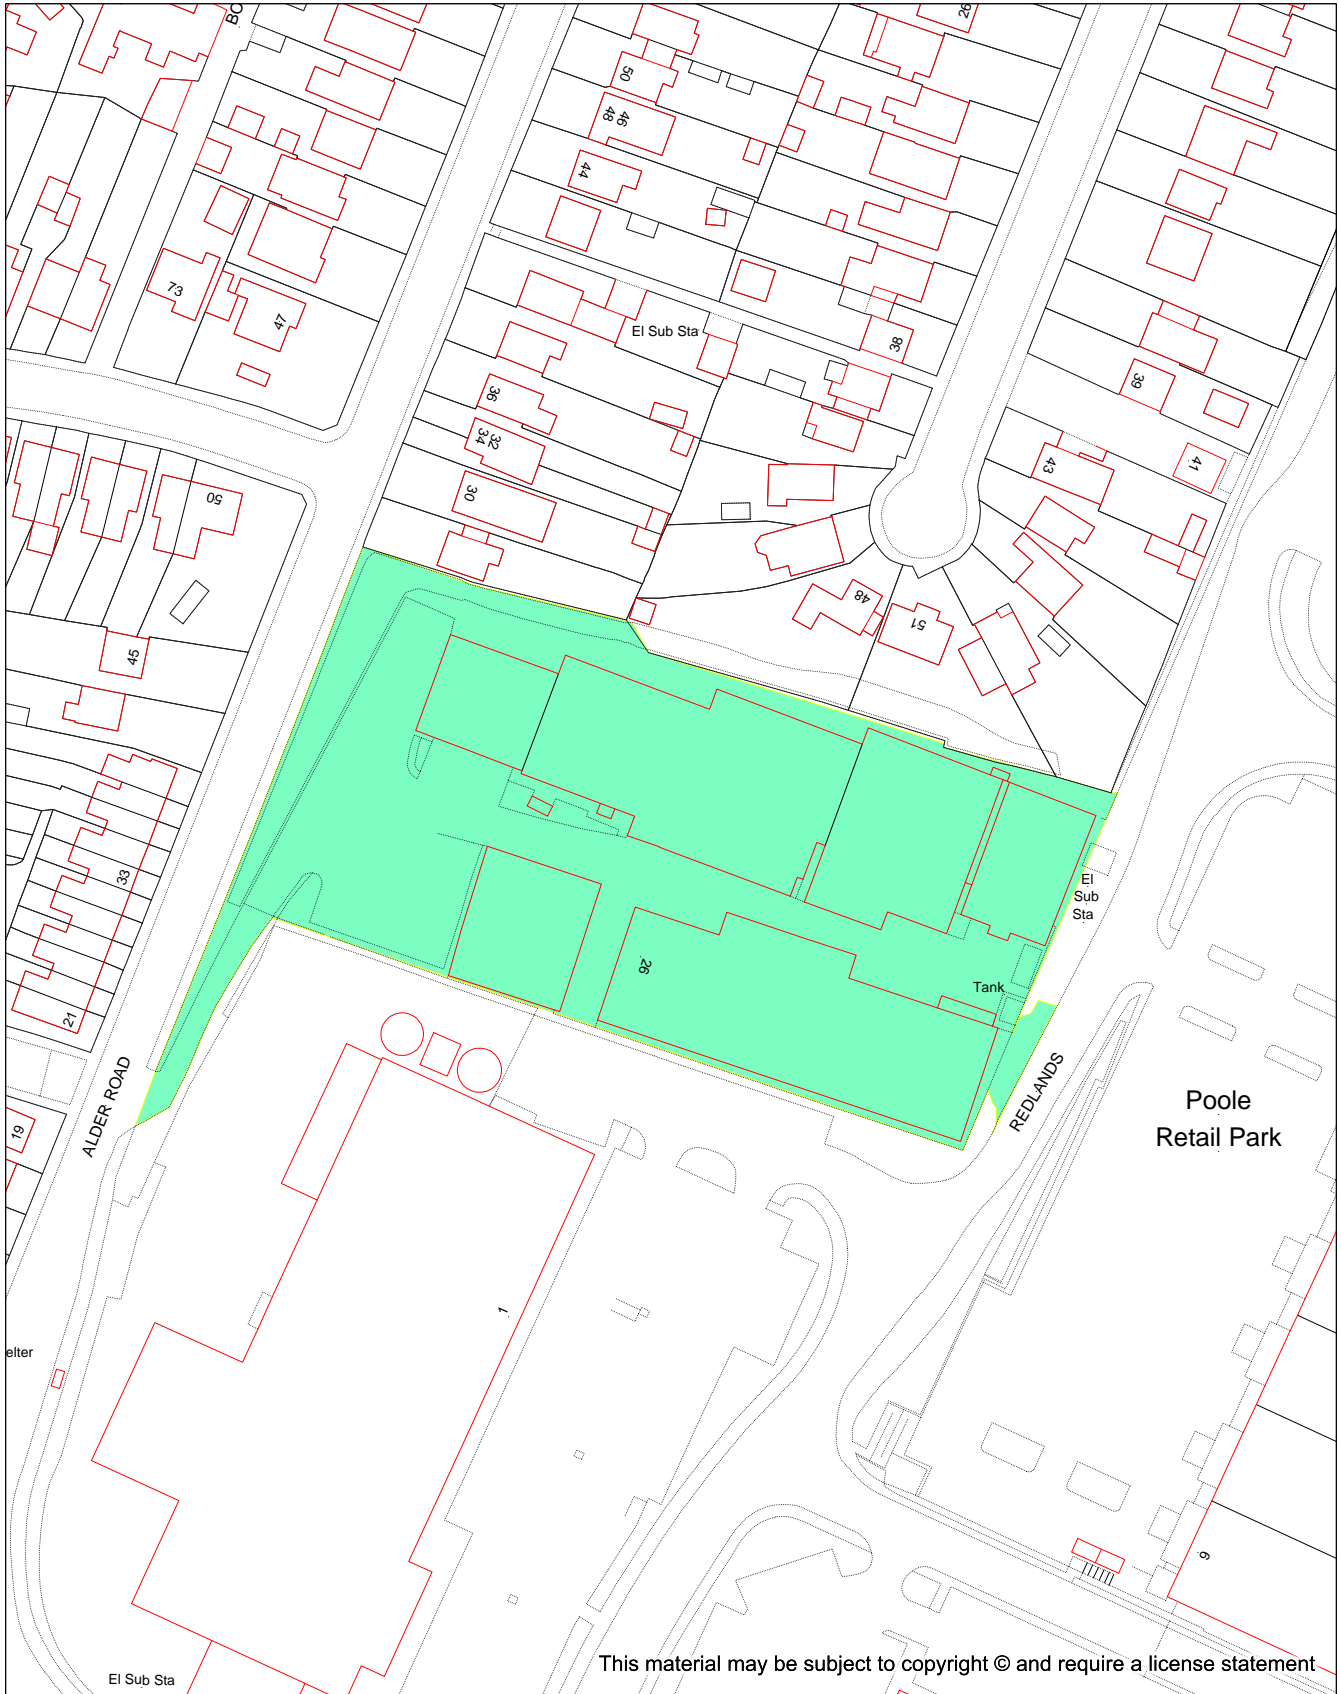 BO
29
50
48
46
44
73
47
El Sub Sta
38
39
36
34
32
43
41
30
50
48
51
45
33
El
Sub
Sta
26
Tank
21
ALDER ROAD
REDLANDS
Poole
Retail Park
19
1
elter
9
El Sub Sta
This material may be subject to copyright © and require a license statement